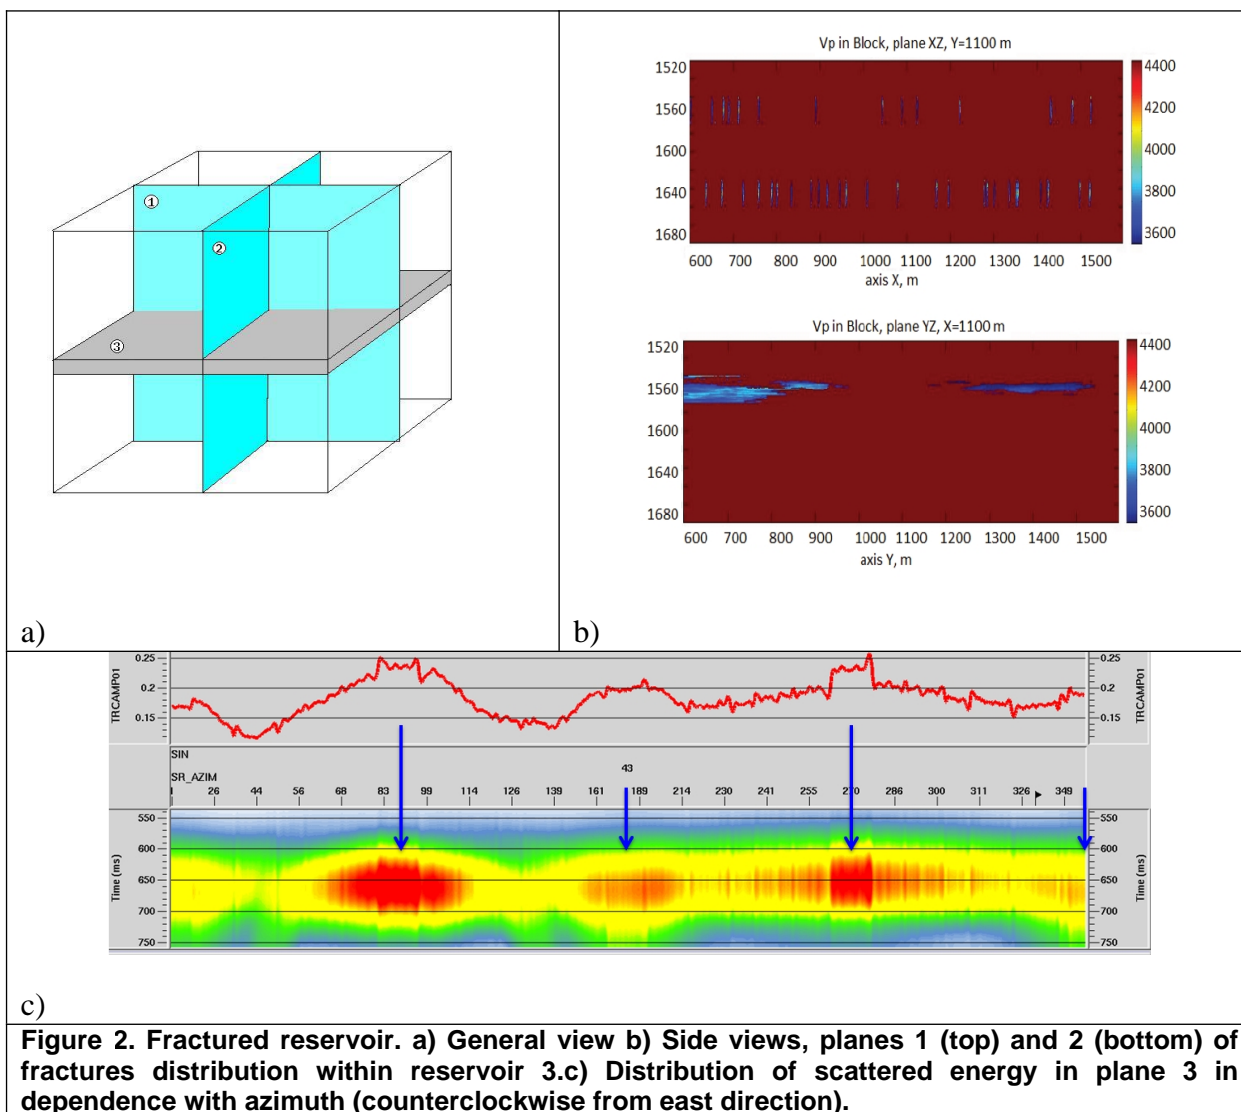 ①
②
③
a)
Vp in Block, plane XZ, Y=1100 m
1520
1560
1600
1640
1680
600 700 800 900 1000 1100 1200 1300 1400 1500
axis X, m
4400
4200
4000
3800
3600
Vp in Block, plane YZ, X=1100 m
1520
1560
1600
1640
1680
600 700 800 900 1000 1100 1200 1300 1400 1500
axis Y, m
4400
4200
4000
3800
3600
b)
TRCAMP01
0.25
0.2
0.15
0.25
0.2
0.15
TRCAMP01
SIN
43
SR_AZIM
1 26 44 56 68 83 99 114 126 139 161 189 214 230 241 255 270 286 300 311 326 349
Time (ms)
550
600
650
700
750
550
600
650
700
750
Time (ms)
c)
Figure 2. Fractured reservoir. a) General view b) Side views, planes 1 (top) and 2 (bottom) of
fractures distribution within reservoir 3.c) Distribution of scattered energy in plane 3 in
dependence with azimuth (counterclockwise from east direction).